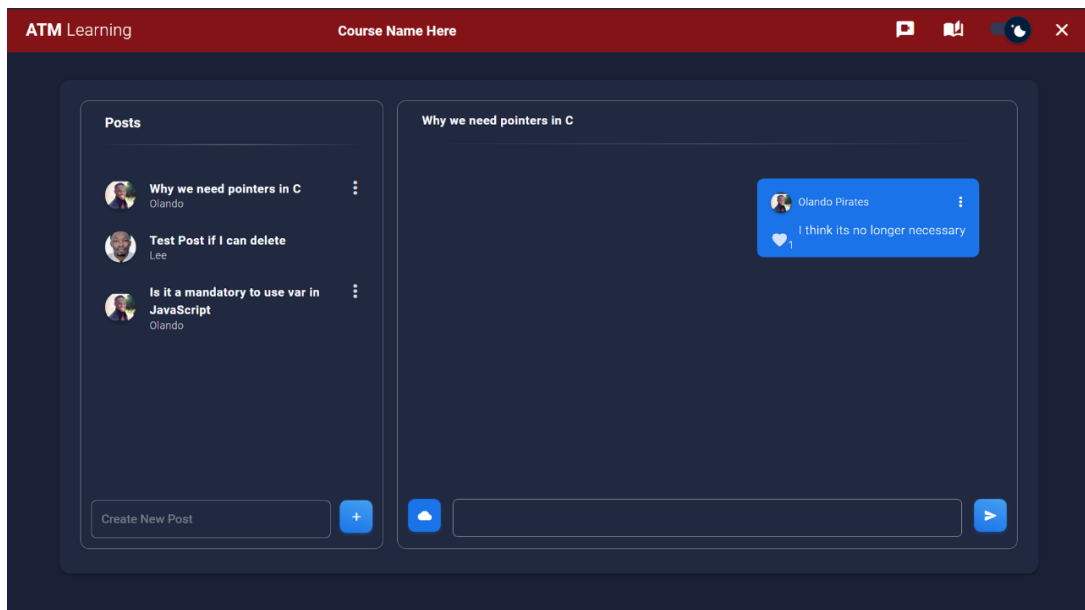 ATM Learning
Course Name Here
Posts
Why we need pointers in C
Olando
Test Post if I can delete
Lee
Is it a mandatory to use var in
JavaScript
Olando
Create New Post
+
Why we need pointers in C
Olando Pirates
I think its no longer necessary
1